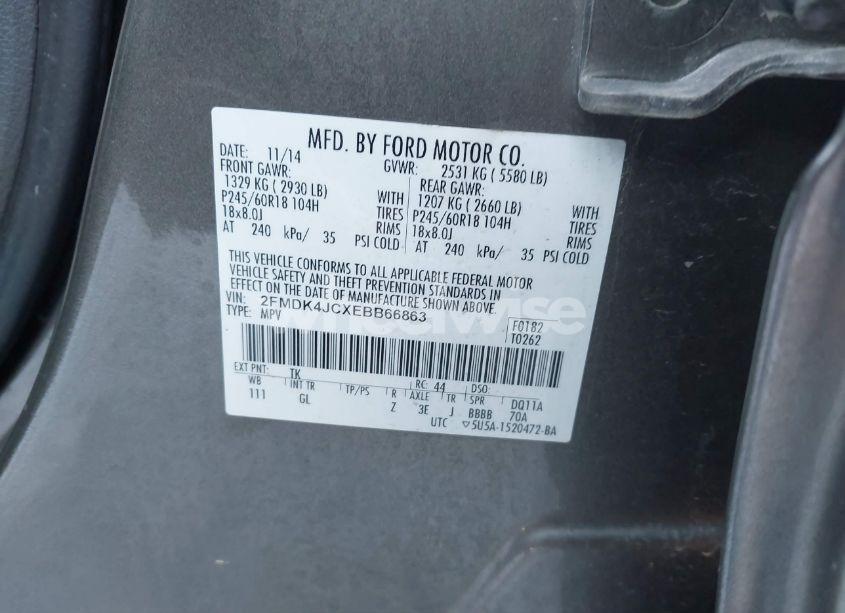 MFD. BY FORD MOTOR CO.
DATE: 11/14 GVWR: 2531 KG ( 5580 LB)
FRONT GAWR: REAR GAWR:
1329 KG ( 2930 LB) WITH 1207 KG ( 2660 LB) WITH
P245/60R18 104H TIRES P245/60R18 104H TIRES
18x8.0J RIMS 18x8.0J RIMS
AT 240 kPa/ 35 PSI COLD AT 240 kPa/ 35 PSI COLD
THIS VEHICLE CONFORMS TO ALL APPLICABLE FEDERAL MOTOR
VEHICLE SAFETY AND THEFT PREVENTION STANDARDS IN
EFFECT ON THE DATE OF MANUFACTURE SHOWN ABOVE.
VIN: 2FMDK4JCXEBB66863
TYPE: MPV
F0182
T0262
EXT PNT: TK RC: 44 DSO:
WB INT TR TP/PS R AXLE TR SPR DQ11A
111 GL Z 3E J BBBB 70A
UTC ▽5U5A-1520472-BA